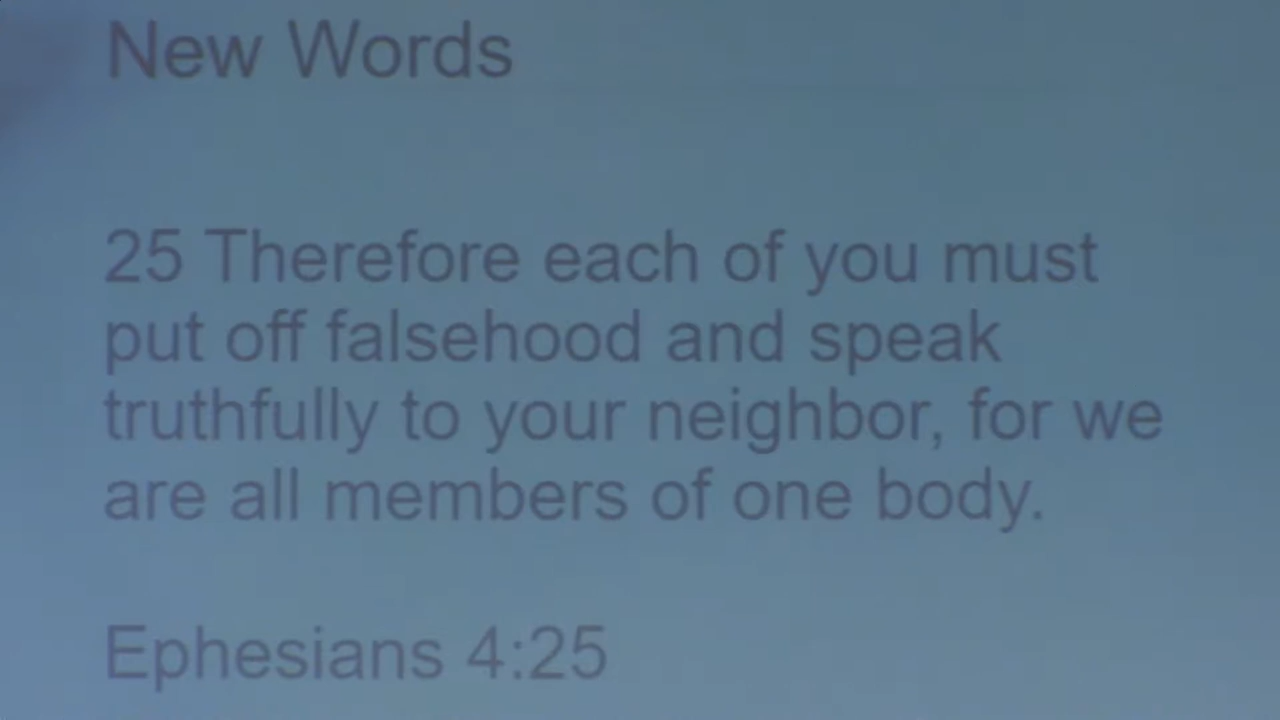 New Words
25 Therefore each of you must
put off falsehood and speak
truthfully to your neighbor, for we
are all members of one body.
Ephesians 4:25